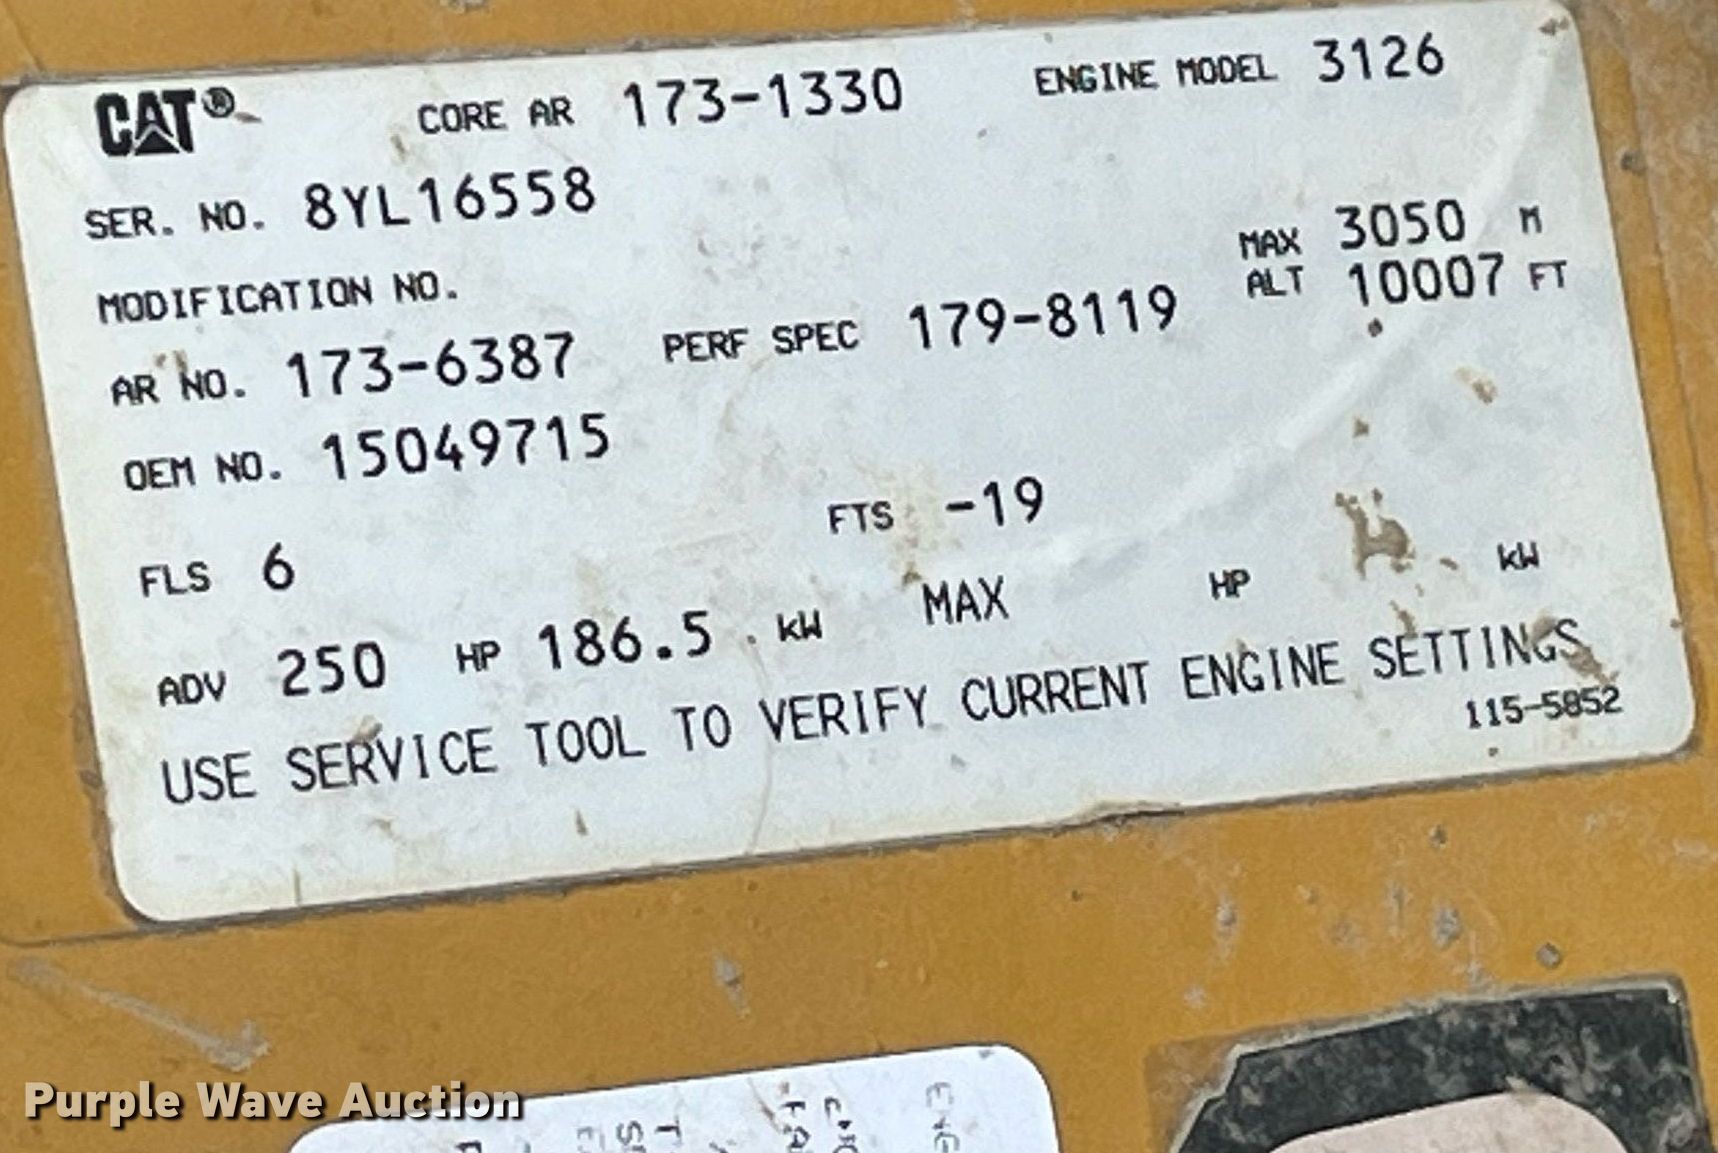 CAT® CORE AR 173-1330 ENGINE MODEL 3126
SER. NO. 8YL16558
MODIFICATION NO.
MAX ALT 3050 M
10007 FT
AR NO. 173-6387 PERF SPEC 179-8119
OEM NO. 15049715
FLS 6 FTS -19
ADV 250 HP 186.5 kW MAX HP kW
USE SERVICE TOOL TO VERIFY CURRENT ENGINE SETTINGS
115-5852
Purple Wave Auction